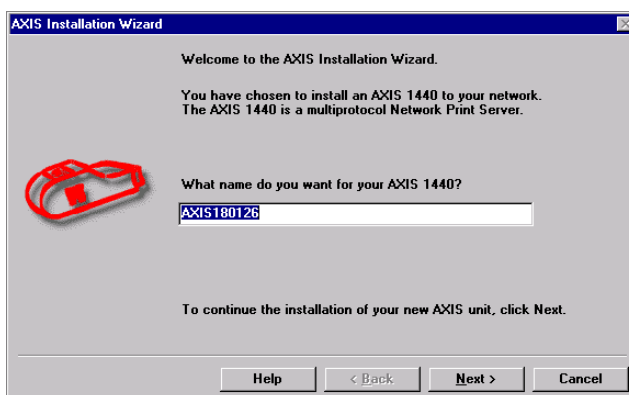 AXIS Installation Wizard
Welcome to the AXIS Installation Wizard.
You have chosen to install an AXIS 1440 to your network.
The AXIS 1440 is a multiprotocol Network Print Server.
What name do you want for your AXIS 1440?
AXIS180126
To continue the installation of your new AXIS unit, click Next.
Help
< Back
Next >
Cancel